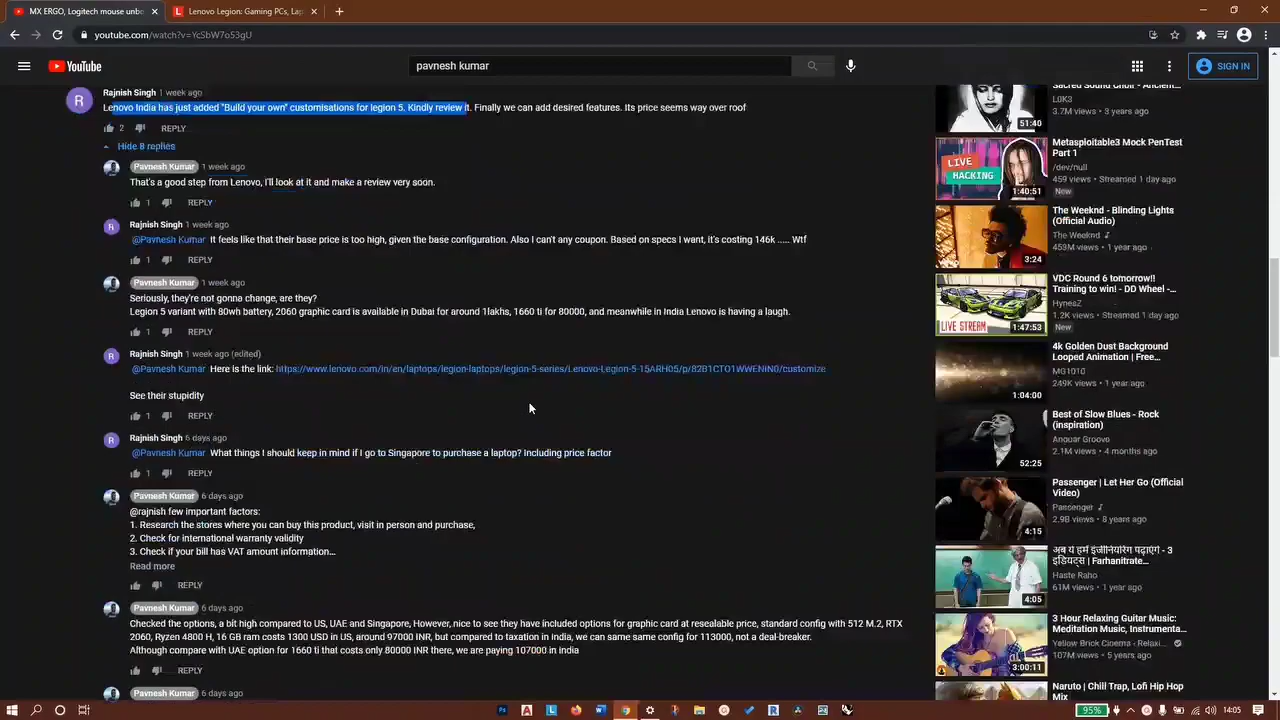 MX ERGO, Logitech mouse unbo
Lenovo Legion: Gaming PCs, Lap
youtube.com/watch?v=YcSbW7o53gU
YouTube
pavnesh kumar
SIGN IN
R
Rajnish Singh 1 week ago
Lenovo India has just added "Build your own" customisations for legion 5. Kindly review it. Finally we can add desired features. Its price seems way over roof
2 REPLY
Hide 8 replies
Pavnesh Kumar 1 week ago
That's a good step from Lenovo, i'll look at it and make a review very soon.
1 REPLY
R
Rajnish Singh 1 week ago
@Pavnesh Kumar It feels like that their base price is too high, given the base configuration. Also I can't any coupon. Based on specs I want, it's costing 146k ..... Wtf
1 REPLY
Pavnesh Kumar 1 week ago
Seriously, they're not gonna change, are they?
Legion 5 variant with 80wh battery, 2060 graphic card is available in Dubai for around 1lakhs, 1660 ti for 80000, and meanwhile in India Lenovo is having a laugh.
1 REPLY
R
Rajnish Singh 1 week ago (edited)
@Pavnesh Kumar Here is the link: https://www.lenovo.com/in/en/laptops/legion-laptops/legion-5-series/Lenovo-Legion-5-15ARH05/p/82B1CTO1WWENIN0/customize
See their stupidity
1 REPLY
R
Rajnish Singh 6 days ago
@Pavnesh Kumar What things I should keep in mind if I go to Singapore to purchase a laptop? Including price factor
1 REPLY
Pavnesh Kumar 6 days ago
@rajnish few important factors:
1. Research the stores where you can buy this product, visit in person and purchase,
2. Check for international warranty validity
3. Check if your bill has VAT amount information...
Read more
REPLY
Pavnesh Kumar 6 days ago
Checked the options, a bit high compared to US, UAE and Singapore, However, nice to see they have included options for graphic card at resealable price, standard config with 512 M.2, RTX
2060, Ryzen 4800 H, 16 GB ram costs 1300 USD in US, around 97000 INR, but compared to taxation in India, we can same same config for 113000, not a deal-breaker.
Although compare with UAE option for 1660 ti that costs only 80000 INR there, we are paying 107000 in india
REPLY
Pavnesh Kumar 6 days ago
Sacred Sound Choir - Ancient
L0K3
3.7M views • 3 years ago
51:40
LIVE
HACKING
1:40:51
Metasploitable3 Mock PenTest
Part 1
/dev/null
459 views • Streamed 1 day ago
New
3:24
The Weeknd - Blinding Lights
(Official Audio)
The Weeknd
453M views • 1 year ago
LIVE STREAM
1:47:53
VDC Round 6 tomorrow!!
Training to win! - DD Wheel -...
HynesZ
1.2K views • Streamed 1 day ago
New
1:04:00
4k Golden Dust Background
Looped Animation | Free...
MG1010
249K views • 1 year ago
52:25
Best of Slow Blues - Rock
(inspiration)
Anouar Groovo
2.1M views • 4 months ago
4:15
Passenger | Let Her Go (Official
Video)
Passenger
2.9B views • 8 years ago
4:05
अब ये हमें इंजीनियरिंग पढ़ाएंगे - 3
इडियट्स | Farhanitrate...
Haste Raho
61M views • 1 year ago
3:00:11
3 Hour Relaxing Guitar Music:
Meditation Music, Instrumenta...
Yellow Brick Cinema - Relaxi...
107M views • 5 years ago
Naruto | Chill Trap, Lofi Hip Hop
Mix
95%
14:05